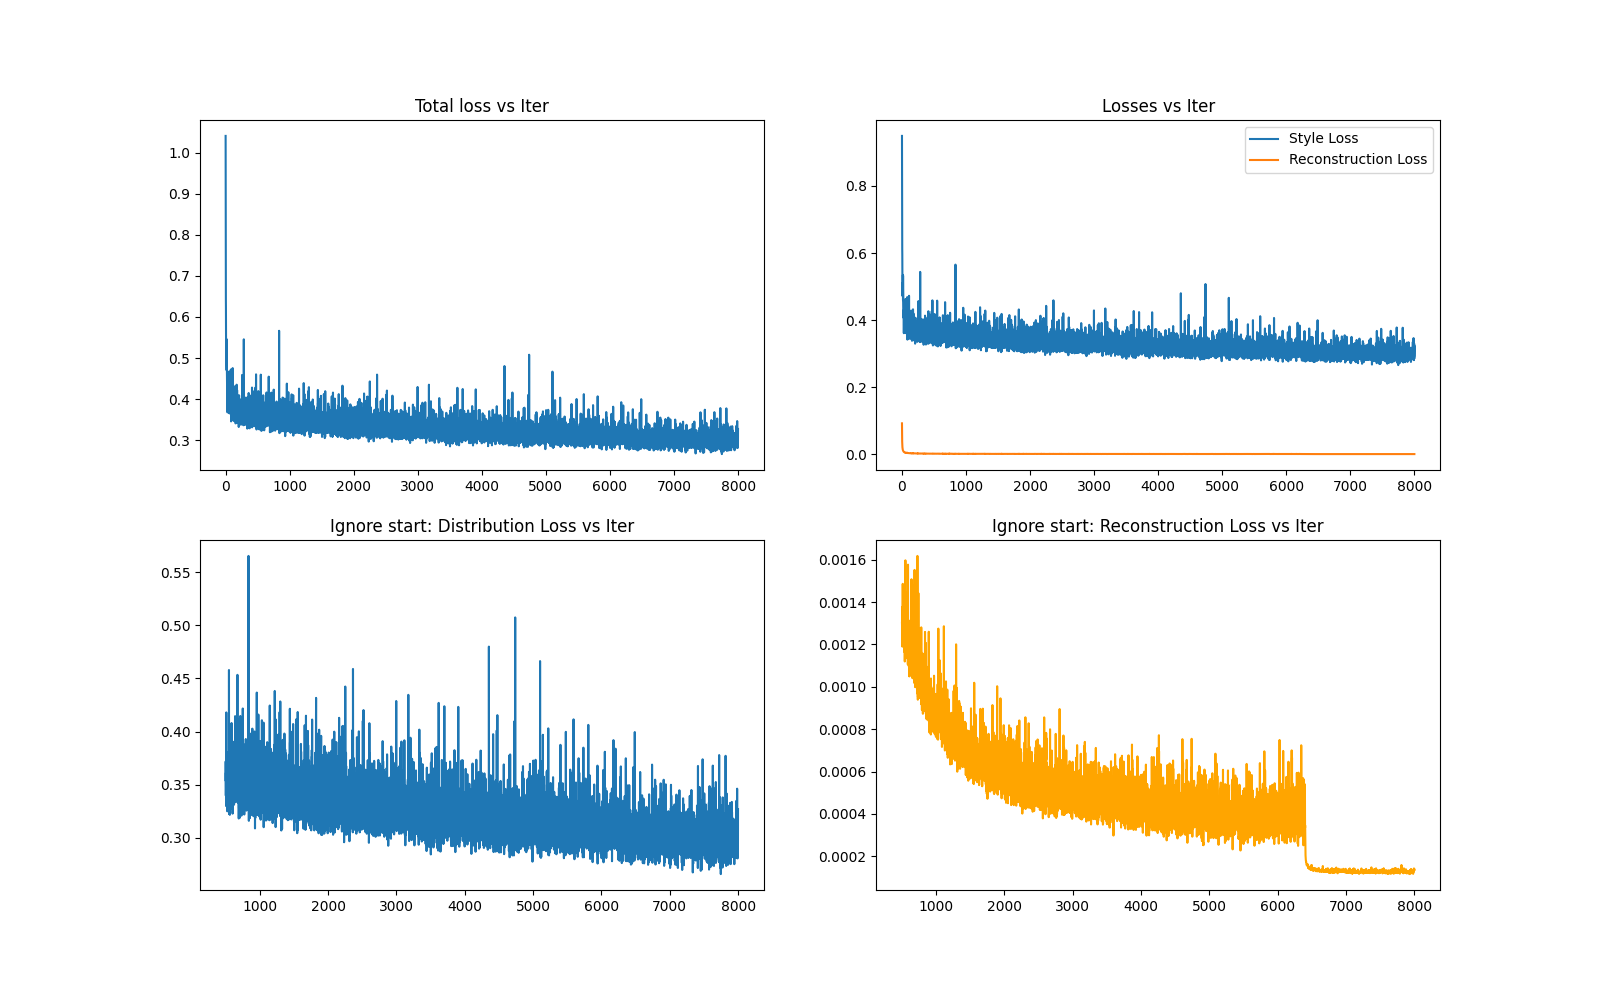 Total loss vs Iter
1.0
0.9
0.8
0.7
0.6
0.5
0.4
0.3
0 1000 2000 3000 4000 5000 6000 7000 8000
Losses vs Iter
Style Loss
Reconstruction Loss
0.8
0.6
0.4
0.2
0.0
0 1000 2000 3000 4000 5000 6000 7000 8000
Ignore start: Distribution Loss vs Iter
0.55
0.50
0.45
0.40
0.35
0.30
1000 2000 3000 4000 5000 6000 7000 8000
Ignore start: Reconstruction Loss vs Iter
0.0016
0.0014
0.0012
0.0010
0.0008
0.0006
0.0004
0.0002
1000 2000 3000 4000 5000 6000 7000 8000